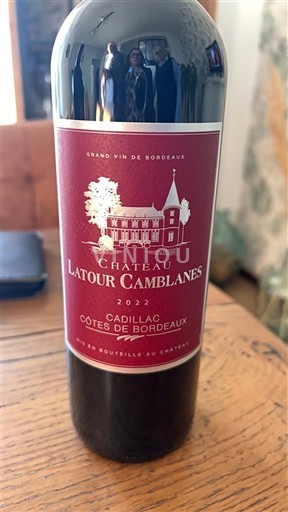 GRAND VIN DE BORDEAUX
VINIOU
CHÂTEAU
LATOUR CAMBLANES
2022
CADILLAC
CÔTES DE BORDEAUX
MIS EN BOUTEILLE AU CHÂTEAU